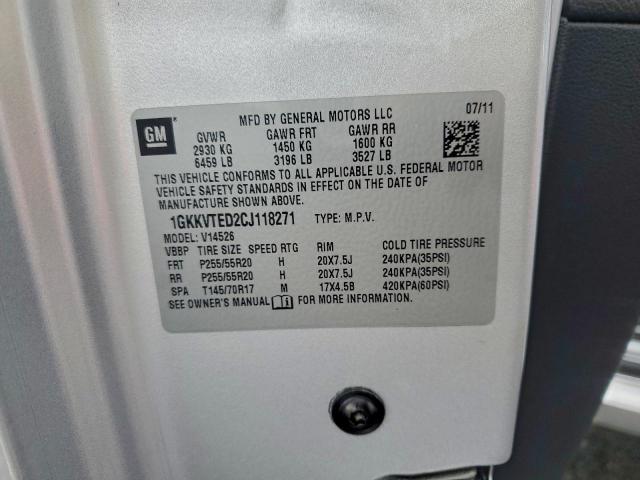 MFD BY GENERAL MOTORS LLC 07/11
GM
GVWR GAWR FRT GAWR RR
2930 KG 1450 KG 1600 KG
6459 LB 3196 LB 3527 LB
THIS VEHICLE CONFORMS TO ALL APPLICABLE U.S. FEDERAL MOTOR
VEHICLE SAFETY STANDARDS IN EFFECT ON THE DATE OF
MANUFACTURE SHOWN ABOVE.
1GKKVTED2CJ118271 TYPE: M.P.V.
MODEL: V14526
VBBP TIRE SIZE SPEED RTG RIM COLD TIRE PRESSURE
FRT P255/55R20 H 20X7.5J 240KPA(35PSI)
RR P255/55R20 H 20X7.5J 240KPA(35PSI)
SPA T145/70R17 M 17X4.5B 420KPA(60PSI)
SEE OWNER'S MANUAL FOR MORE INFORMATION.